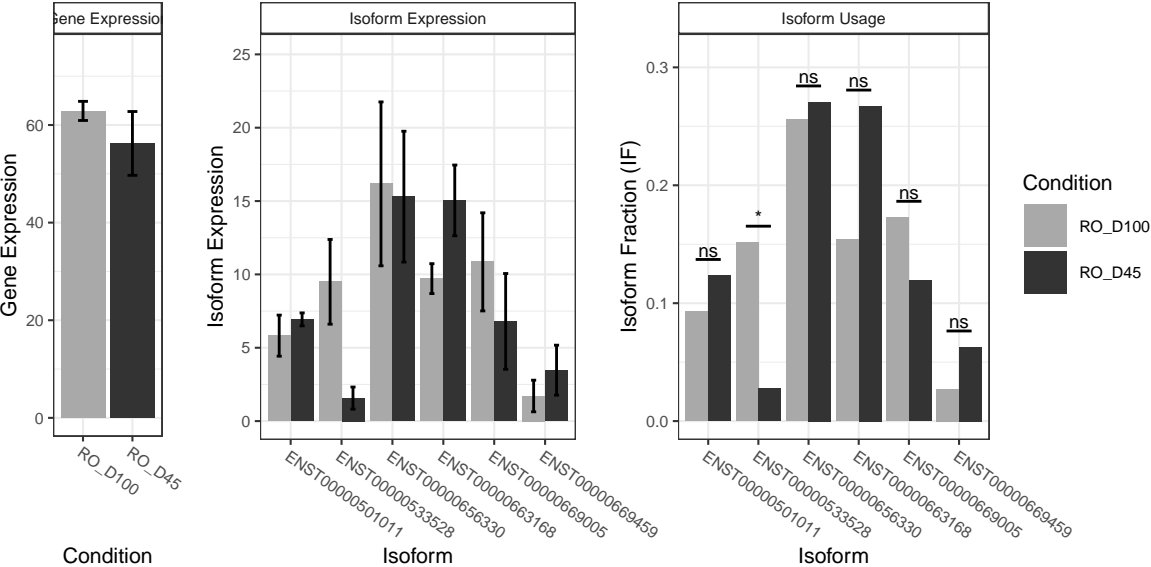 Gene Expression
Isoform Expression
Isoform Usage
Gene Expression
60
40
20
0
RO_D100
RO_D45
Condition
Isoform Expression
25
20
15
10
5
0
ENST00000501011
ENST00000533528
ENST00000656330
ENST00000663168
ENST00000669005
ENST00000669459
Isoform
Isoform Fraction (IF)
0.3
0.2
0.1
0.0
ns
*
ns
ns
ns
ns
ENST00000501011
ENST00000533528
ENST00000656330
ENST00000663168
ENST00000669005
ENST00000669459
Isoform
Condition
RO_D100
RO_D45